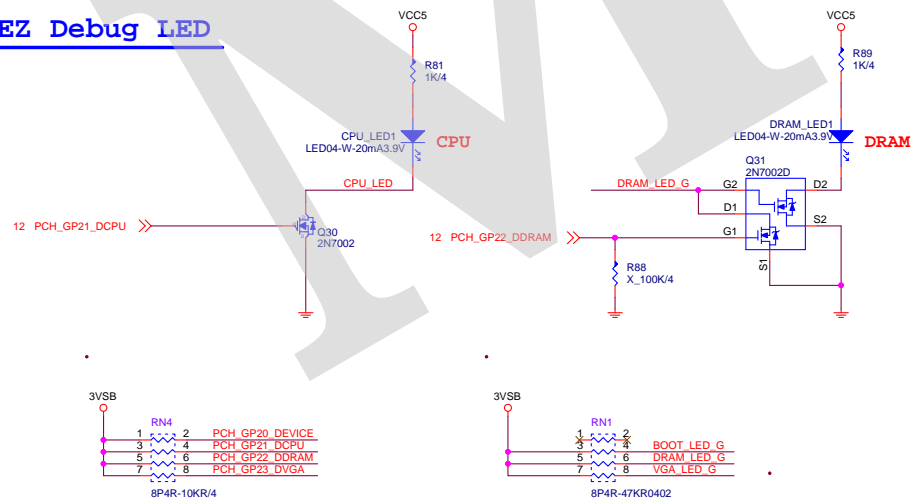 EZ Debug LED
VCC5
R81
1K/4
CPU_LED1
LED04-W-20mA3.9V
CPU
CPU_LED
12 PCH_GP21_DCPU
Q30
2N7002
VCC5
R89
1K/4
DRAM_LED1
LED04-W-20mA3.9V
DRAM
Q31
2N7002D
DRAM_LED_G
G2
D2
D1
S2
12 PCH_GP22_DDRAM
G1
S1
R88
X_100K/4
3VSB
RN4
1 2 PCH_GP20_DEVICE
3 4 PCH_GP21_DCPU
5 6 PCH_GP22_DDRAM
7 8 PCH_GP23_DVGA
8P4R-10KR/4
3VSB
RN1
1 2
3 4 BOOT_LED_G
5 6 DRAM_LED_G
7 8 VGA_LED_G
8P4R-47KR0402